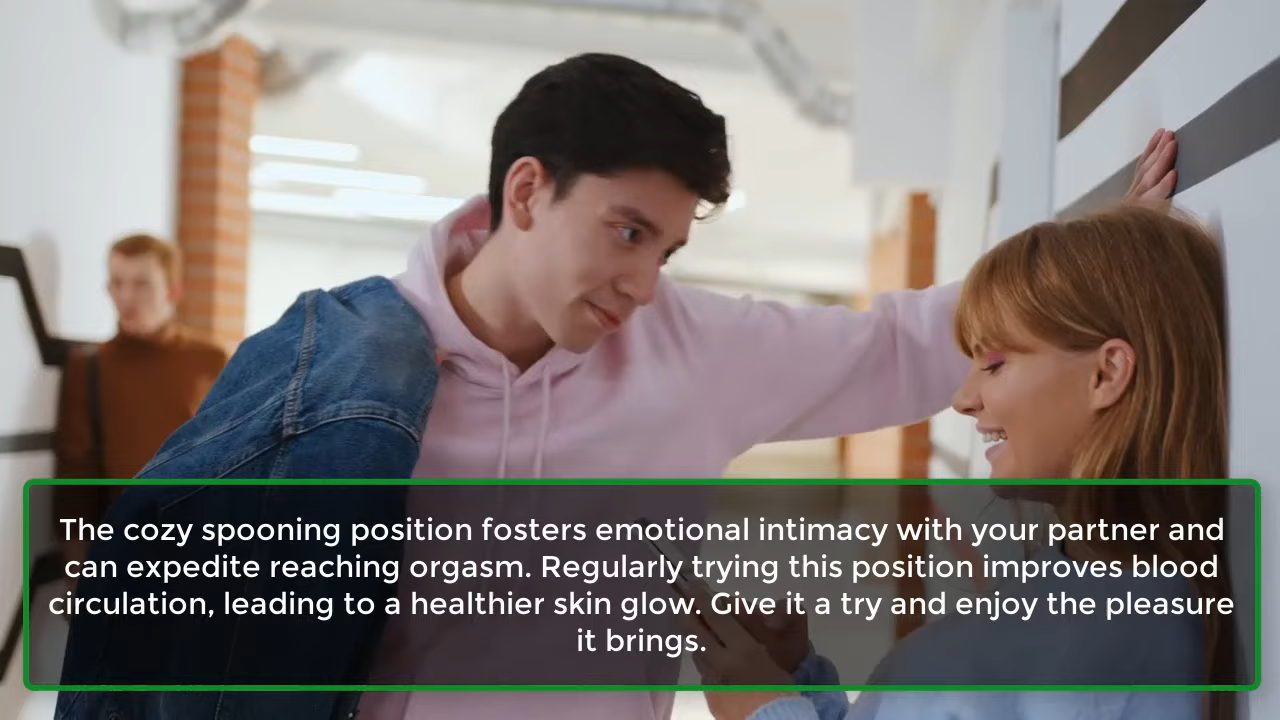 The cozy spooning position fosters emotional intimacy with your partner and
can expedite reaching orgasm. Regularly trying this position improves blood
circulation, leading to a healthier skin glow. Give it a try and enjoy the pleasure
it brings.